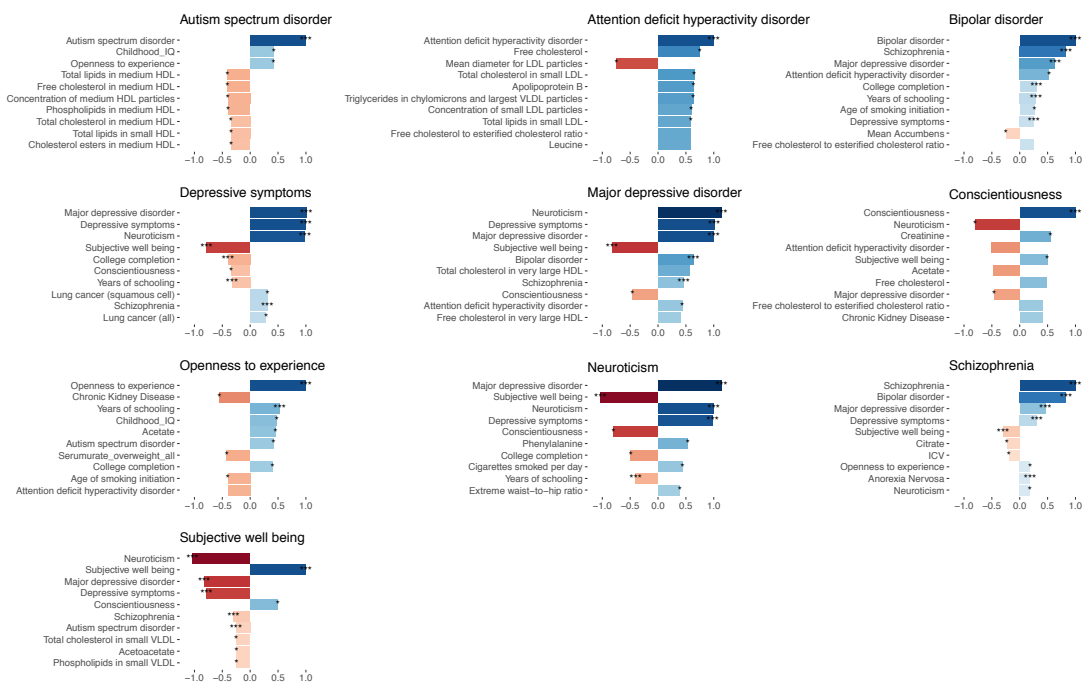 Autism spectrum disorder
Autism spectrum disorder
Childhood_IQ
Openness to experience
Total lipids in medium HDL
Free cholesterol in medium HDL
Concentration of medium HDL particles
Phospholipids in medium HDL
Total cholesterol in medium HDL
Total lipids in small HDL
Cholesterol esters in medium HDL
−1.0 −0.5 0.0 0.5 1.0
Attention deficit hyperactivity disorder
Attention deficit hyperactivity disorder
Free cholesterol
Mean diameter for LDL particles
Total cholesterol in small LDL
Apolipoprotein B
Triglycerides in chylomicrons and largest VLDL particles
Concentration of small LDL particles
Total lipids in small LDL
Free cholesterol to esterified cholesterol ratio
Leucine
−1.0 −0.5 0.0 0.5 1.0
Bipolar disorder
Bipolar disorder
Schizophrenia
Major depressive disorder
Attention deficit hyperactivity disorder
College completion
Years of schooling
Age of smoking initiation
Depressive symptoms
Mean Accumbens
Free cholesterol to esterified cholesterol ratio
−1.0 −0.5 0.0 0.5 1.0
Depressive symptoms
Major depressive disorder
Depressive symptoms
Neuroticism
Subjective well being
College completion
Conscientiousness
Years of schooling
Lung cancer (squamous cell)
Schizophrenia
Lung cancer (all)
−1.0 −0.5 0.0 0.5 1.0
Major depressive disorder
Neuroticism
Depressive symptoms
Major depressive disorder
Subjective well being
Bipolar disorder
Total cholesterol in very large HDL
Schizophrenia
Conscientiousness
Attention deficit hyperactivity disorder
Free cholesterol in very large HDL
−1.0 −0.5 0.0 0.5 1.0
Conscientiousness
Conscientiousness
Neuroticism
Creatinine
Attention deficit hyperactivity disorder
Subjective well being
Acetate
Free cholesterol
Major depressive disorder
Free cholesterol to esterified cholesterol ratio
Chronic Kidney Disease
−1.0 −0.5 0.0 0.5 1.0
Openness to experience
Openness to experience
Chronic Kidney Disease
Years of schooling
Childhood_IQ
Acetate
Autism spectrum disorder
Serumurate_overweight_all
College completion
Age of smoking initiation
Attention deficit hyperactivity disorder
−1.0 −0.5 0.0 0.5 1.0
Neuroticism
Major depressive disorder
Subjective well being
Neuroticism
Depressive symptoms
Conscientiousness
Phenylalanine
College completion
Cigarettes smoked per day
Years of schooling
Extreme waist−to−hip ratio
−1.0 −0.5 0.0 0.5 1.0
Schizophrenia
Schizophrenia
Bipolar disorder
Major depressive disorder
Depressive symptoms
Subjective well being
Citrate
ICV
Openness to experience
Anorexia Nervosa
Neuroticism
−1.0 −0.5 0.0 0.5 1.0
Subjective well being
Neuroticism
Subjective well being
Major depressive disorder
Depressive symptoms
Conscientiousness
Schizophrenia
Autism spectrum disorder
Total cholesterol in small VLDL
Acetoacetate
Phospholipids in small VLDL
−1.0 −0.5 0.0 0.5 1.0